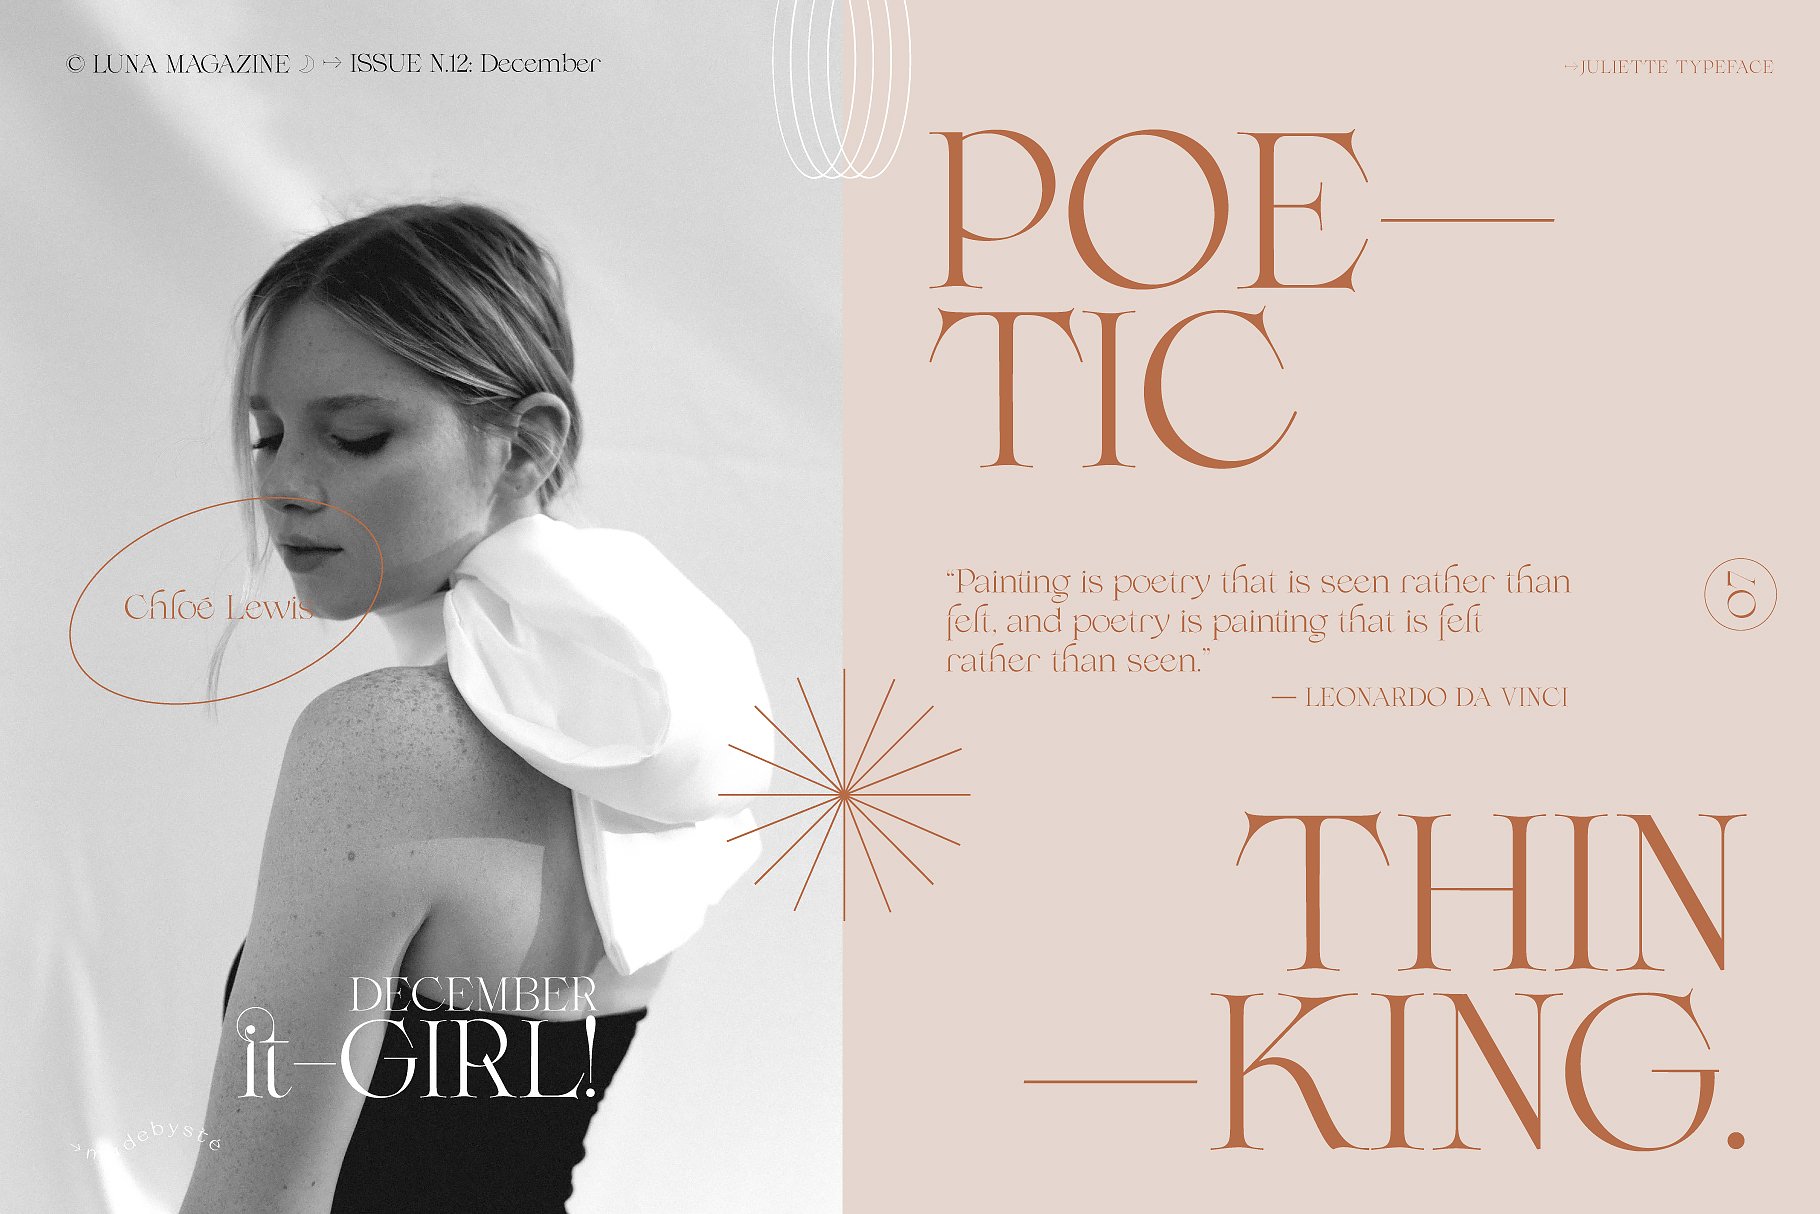 © LUNA MAGAZINE ☽ → ISSUE N.12: December
Chloé Lewis
DECEMBER
it—GIRL!
→madebysté
→JULIETTE TYPEFACE
POE—
TIC
“Painting is poetry that is seen rather than
felt, and poetry is painting that is felt
rather than seen.”
— LEONARDO DA VINCI
07
THIN
—KING.